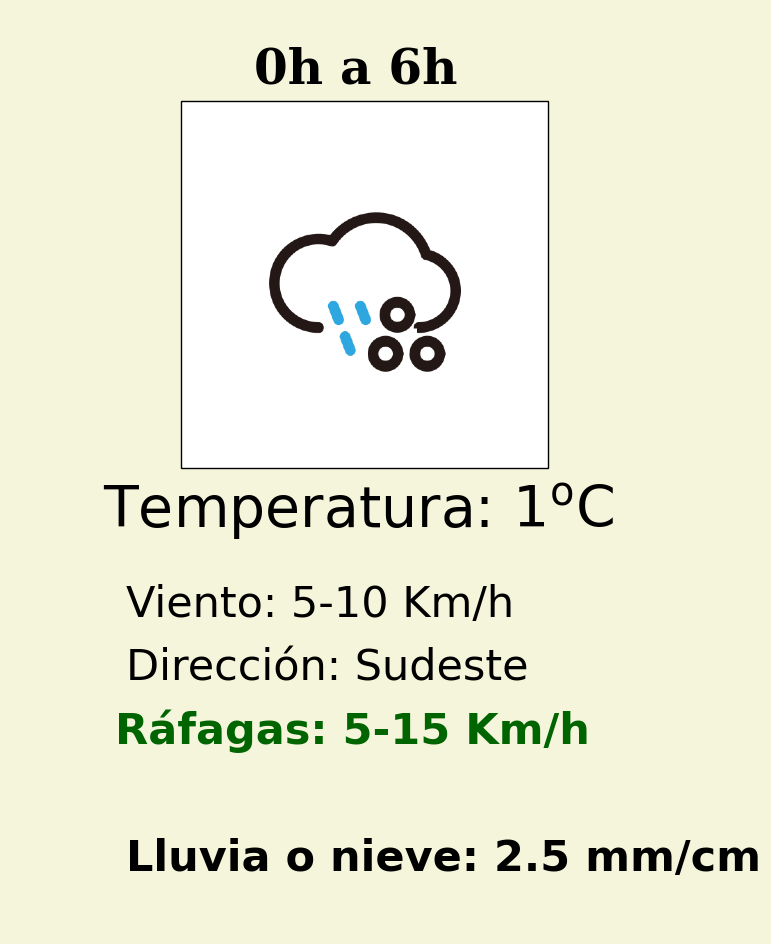 0h a 6h
Temperatura: 1ºC
Viento: 5-10 Km/h
Dirección: Sudeste
Ráfagas: 5-15 Km/h
Lluvia o nieve: 2.5 mm/cm